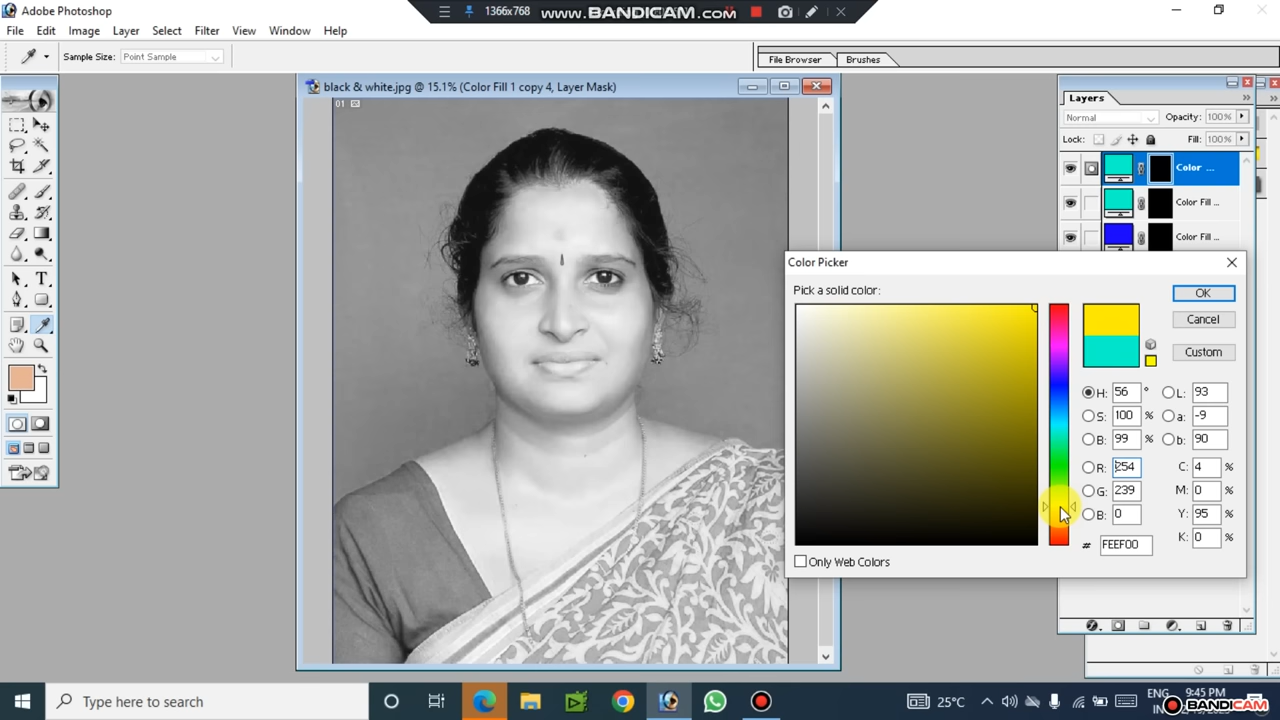 Adobe Photoshop
1366x768
www.BANDICAM.com
File Edit Image Layer Select Filter View Window Help
Sample Size: Point Sample
File Browser
Brushes
black & white.jpg @ 15.1% (Color Fill 1 copy 4, Layer Mask)
01
Layers
Normal
Opacity: 100%
Lock:
Fill: 100%
Color ...
Color Fill ...
Color Fill ...
Color Picker
Pick a solid color:
OK
Cancel
Custom
H: 56 °
L: 93
S: 100 %
a: -9
B: 99 %
b: 90
R: 254
C: 4 %
G: 239
M: 0 %
B: 0
Y: 95 %
K: 0 %
# FEEF00
Only Web Colors
Type here to search
25°C
ENG
9:45 PM
BANDICAM